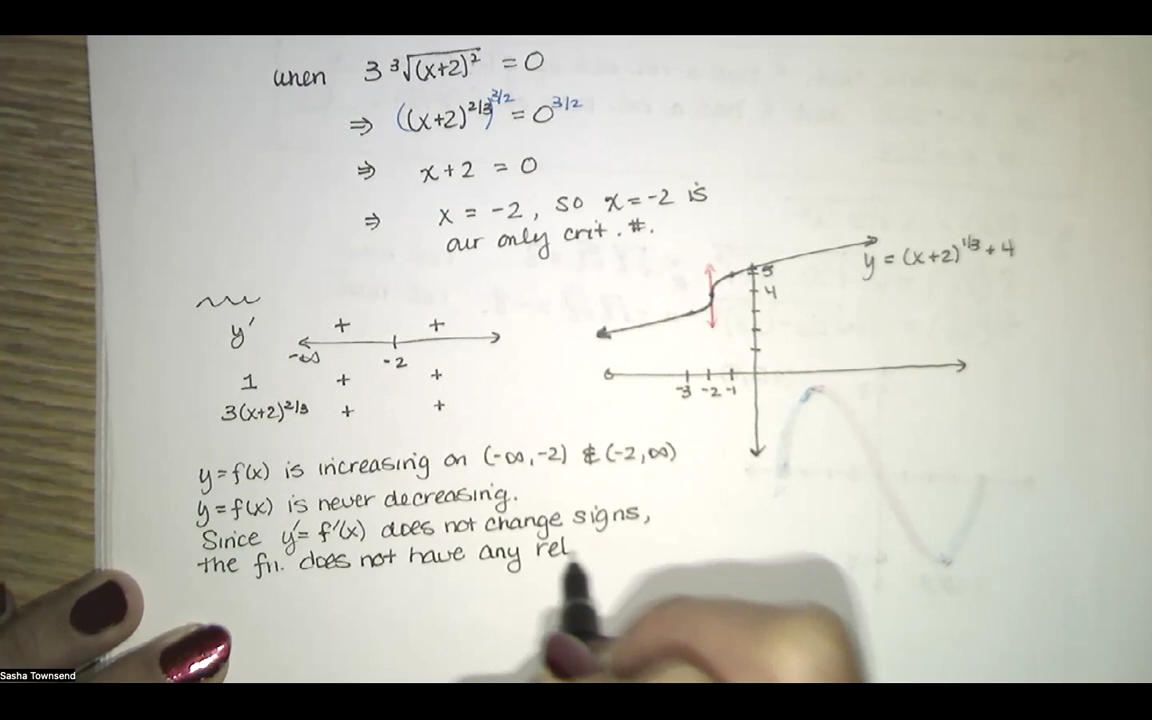 when 3 ³√(x+2)² = 0
⇒ ((x+2)^2/3)^3/2 = 0^3/2
⇒ x+2 = 0
⇒ x = -2, so x = -2 is
our only crit. #.
y = (x+2)^1/3 + 4
5
4
-3 -2 -1
y' + +
-∞ -2
1 + +
3(x+2)^2/3 + +
y = f(x) is increasing on (-∞,-2) & (-2,∞)
y = f(x) is never decreasing.
Since y' = f'(x) does not change signs,
the fn. does not have any rel
Sasha Townsend